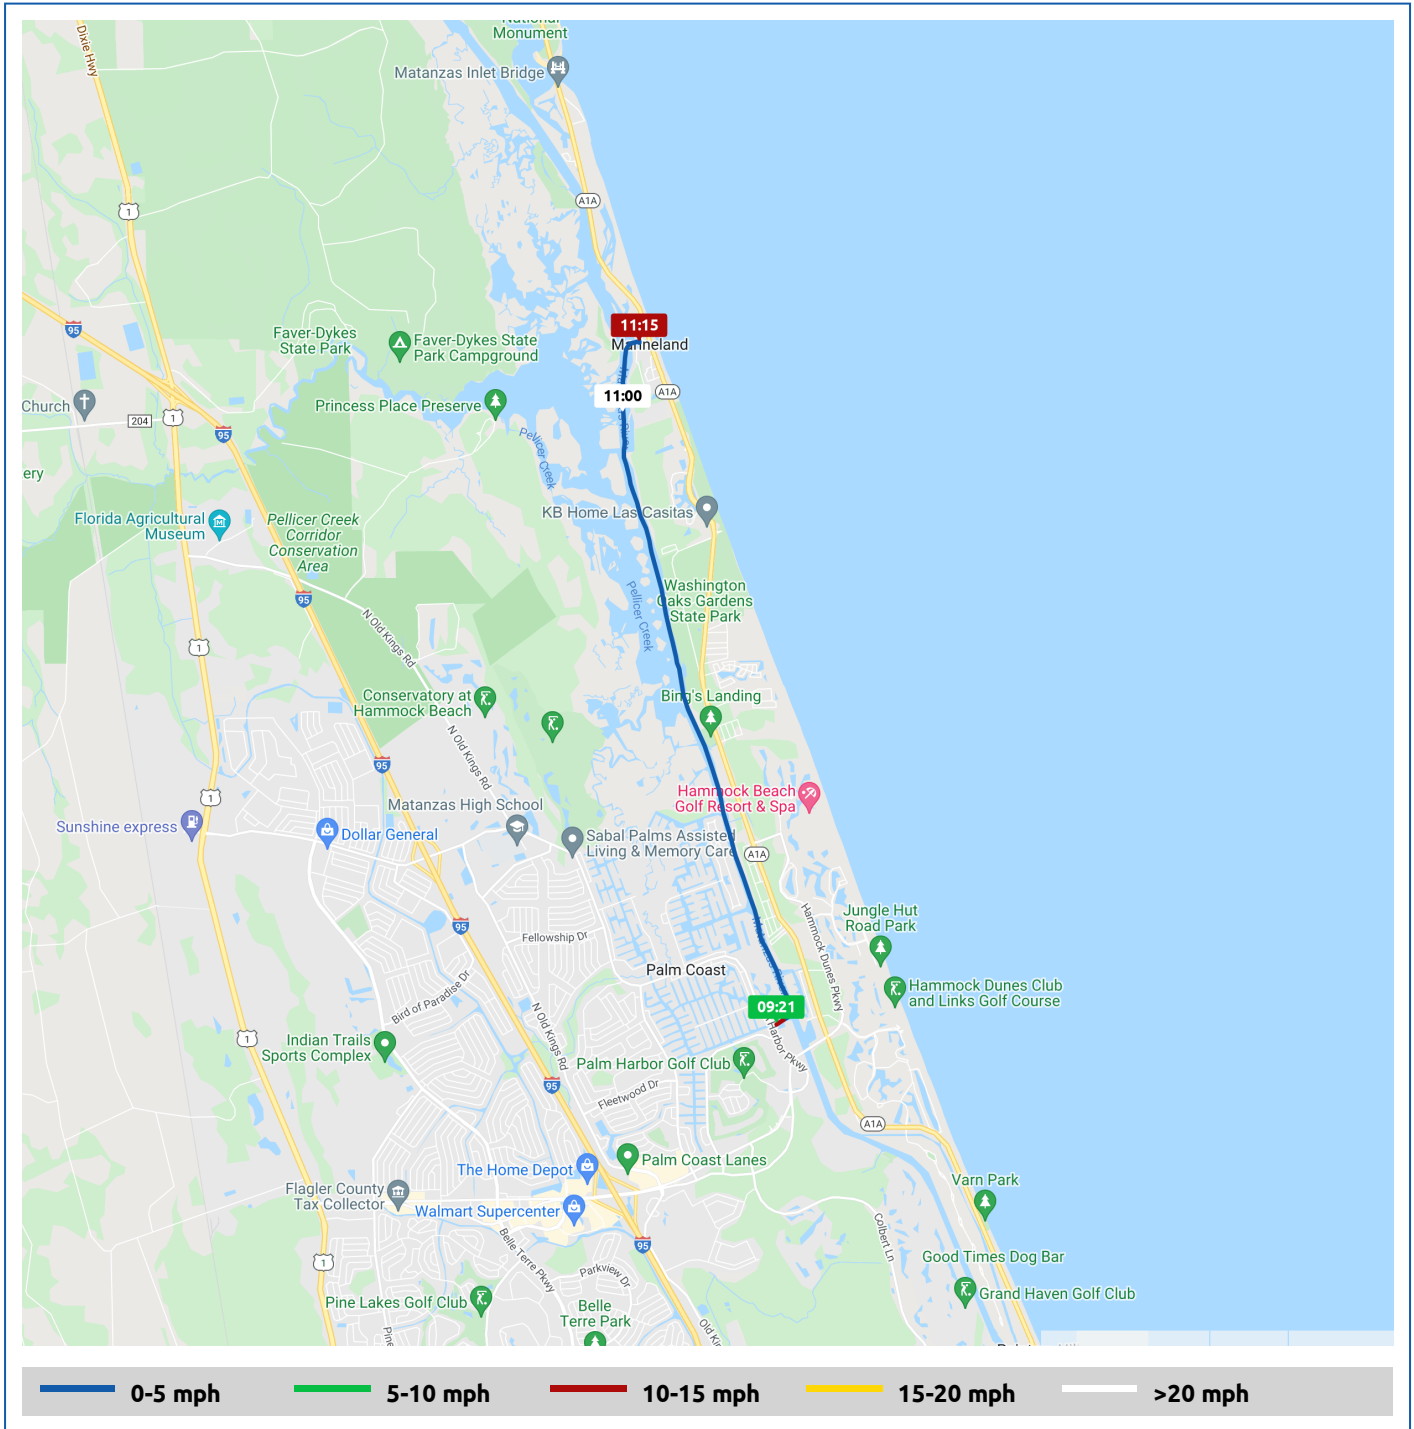 National
Monument
Dixie Hwy
Matanzas Inlet Bridge
A1A
1
95
11:15
Marineland
Faver-Dykes
State Park
Faver-Dykes State
Park Campground
Church
204
1
95
Princess Place Preserve
11:00
A1A
Pellicer
Creek
ery
Florida Agricultural
Museum
Pellicer Creek
Corridor
Conservation
Area
KB Home Las Casitas
95
Washington
Oaks Gardens
State Park
Pellicer Creek
N Old Kings Rd
1
Conservatory at
Hammock Beach
Bing's Landing
N Old Kings Rd
95
1
Hammock Beach
Golf Resort & Spa
Matanzas High School
Sunshine express
Dollar General
Sabal Palms Assisted
Living & Memory Care
A1A
Jungle Hut
Road Park
Hammock Dunes Pkwy
95
Fellowship Dr
Matanzas River
Palm Coast
Bird of Paradise Dr
Hammock Dunes Club
and Links Golf Course
09:21
N Old Kings Rd
Harbor Pkwy
1
Indian Trails
Sports Complex
Palm Harbor Golf Club
95
Fleetwood Dr
A1A
The Home Depot
Palm Coast Lanes
Flagler County
Tax Collector
Walmart Supercenter
Varn Park
Colbert Ln
95
Belle Terre Pkwy
Parkview Dr
Good Times Dog Bar
1
Pine Lakes Golf Club
Belle
Terre Park
Grand Haven Golf Club
Pine
Old Kin
0-5 mph
5-10 mph
10-15 mph
15-20 mph
>20 mph